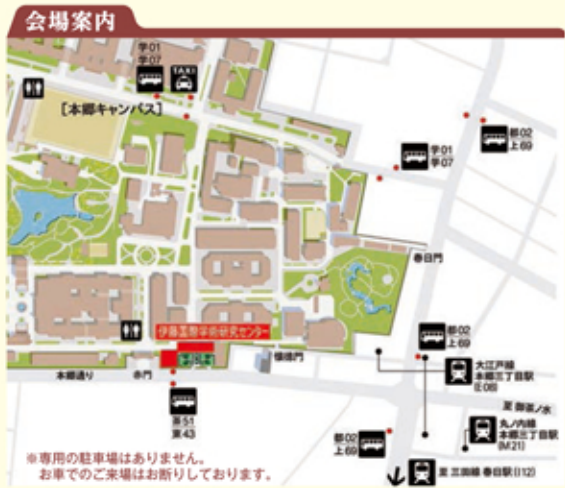 会場案内
学01
学07
TAXI
[本郷キャンパス]
都02
上69
学01
学07
春日門
伊藤国際学術研究センター
都02
上69
本郷通り
赤門
懐徳門
大江戸線
本郷三丁目駅
(E08)
茶51
東43
至 御茶ノ水
丸ノ内線
本郷三丁目駅
(M21)
都02
上69
至 三田線 春日駅(I12)
※専用の駐車場はありません。
お車でのご来場はお断りしております。